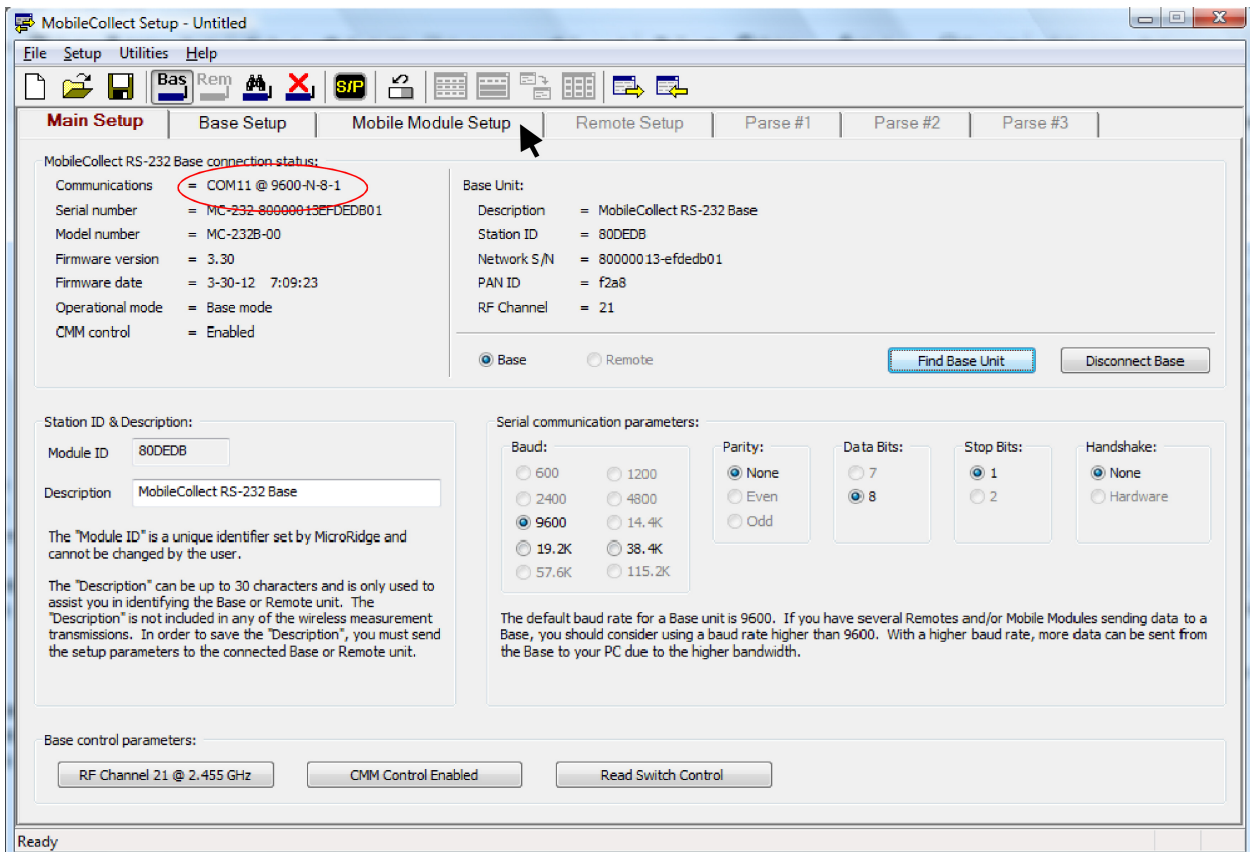 MobileCollect Setup - Untitled
File Setup Utilities Help
Bas Rem S/P
Main Setup Base Setup Mobile Module Setup Remote Setup Parse #1 Parse #2 Parse #3
MobileCollect RS-232 Base connection status:
Communications = COM11 @ 9600-N-8-1
Serial number = MC-232-80000013EFDEDB01
Model number = MC-232B-00
Firmware version = 3.30
Firmware date = 3-30-12 7:09:23
Operational mode = Base mode
CMM control = Enabled
Base Unit:
Description = MobileCollect RS-232 Base
Station ID = 80DEDB
Network S/N = 80000013-efdedb01
PAN ID = f2a8
RF Channel = 21
Base Remote Find Base Unit Disconnect Base
Station ID & Description:
Module ID 80DEDB
Description MobileCollect RS-232 Base
The "Module ID" is a unique identifier set by MicroRidge and
cannot be changed by the user.
The "Description" can be up to 30 characters and is only used to
assist you in identifying the Base or Remote unit. The
"Description" is not included in any of the wireless measurement
transmissions. In order to save the "Description", you must send
the setup parameters to the connected Base or Remote unit.
Serial communication parameters:
Baud:
600 1200
2400 4800
9600 14.4K
19.2K 38.4K
57.6K 115.2K
Parity:
None
Even
Odd
Data Bits:
7
8
Stop Bits:
1
2
Handshake:
None
Hardware
The default baud rate for a Base unit is 9600. If you have several Remotes and/or Mobile Modules sending data to a
Base, you should consider using a baud rate higher than 9600. With a higher baud rate, more data can be sent from
the Base to your PC due to the higher bandwidth.
Base control parameters:
RF Channel 21 @ 2.455 GHz CMM Control Enabled Read Switch Control
Ready